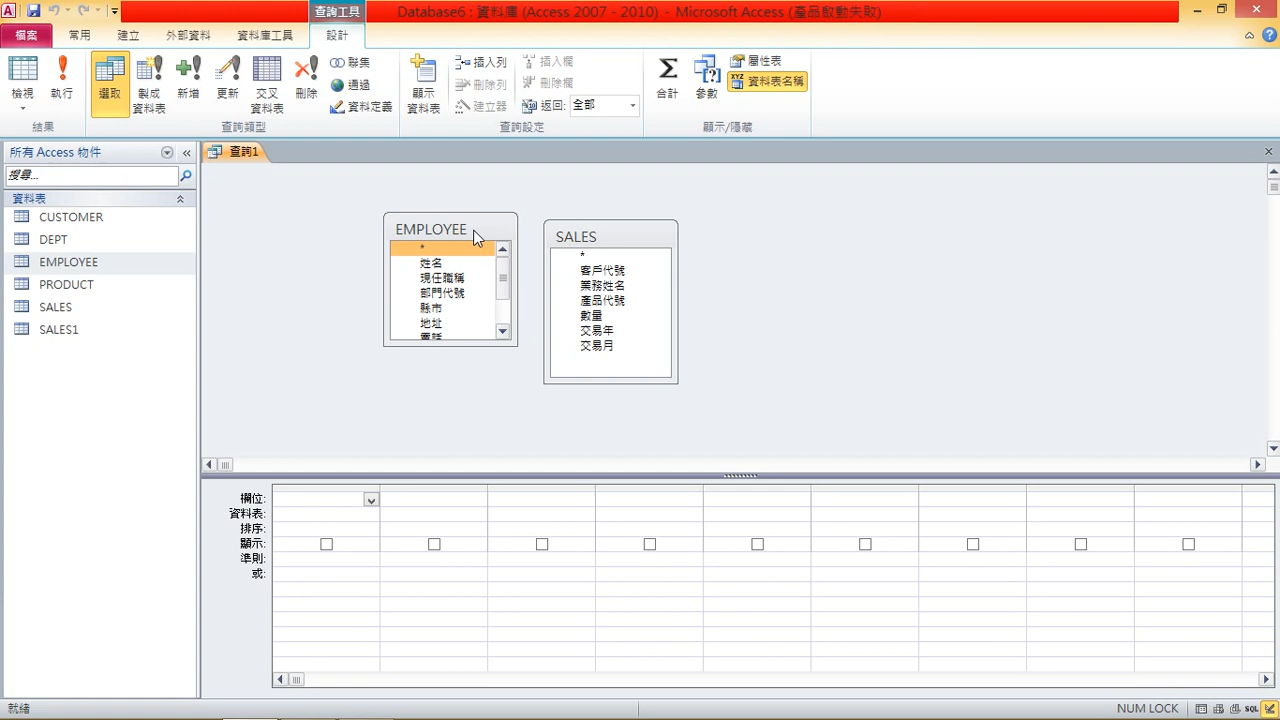 查詢工具
Database6 : 資料庫 (Access 2007 - 2010) - Microsoft Access (產品啟動失敗)
檔案 常用 建立 外部資料 資料庫工具 設計
檢視 執行 選取 製成資料表 新增 更新 交叉資料表 刪除
聯集
通過
資料定義
顯示資料表
插入列
刪除列
建立器
插入欄
刪除欄
返回: 全部
合計 參數
屬性表
資料表名稱
結果 查詢類型 查詢設定 顯示/隱藏
所有 Access 物件 «
查詢1
搜尋...
資料表
CUSTOMER
DEPT
EMPLOYEE
PRODUCT
SALES
SALES1
EMPLOYEE
*
姓名
現任職稱
部門代號
縣市
地址
電話
SALES
*
客戶代號
業務姓名
產品代號
數量
交易年
交易月
欄位:
資料表:
排序:
顯示:
準則:
或:
就緒
NUM LOCK
SQL